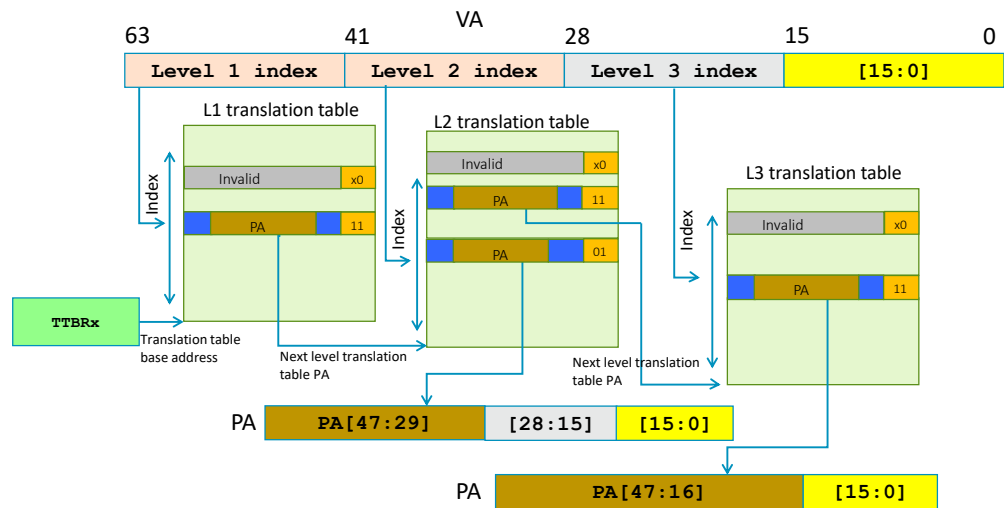 VA
63 41 28 15 0
Level 1 index Level 2 index Level 3 index [15:0]
L1 translation table
L2 translation table
L3 translation table
Index
Invalid x0
PA 11
Index
Invalid x0
PA 11
PA 01
Index
Invalid x0
PA 11
TTBRx
Translation table
base address
Next level translation
table PA
Next level translation
table PA
PA PA[47:29] [28:15] [15:0]
PA PA[47:16] [15:0]